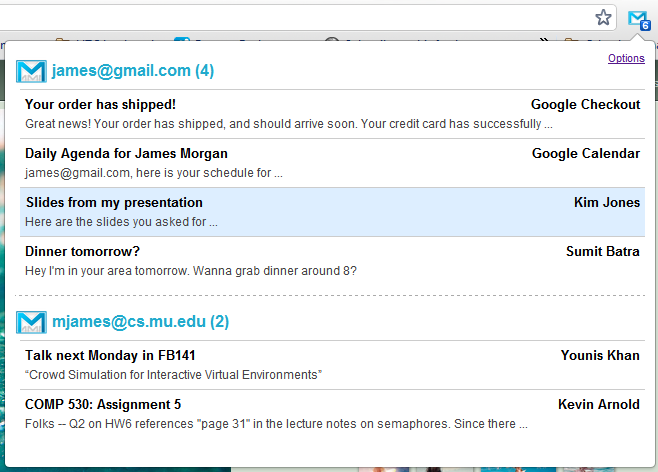 6
Options
james@gmail.com (4)
Your order has shipped! Google Checkout
Great news! Your order has shipped, and should arrive soon. Your credit card has successfully ...
Daily Agenda for James Morgan Google Calendar
james@gmail.com, here is your schedule for ...
Slides from my presentation Kim Jones
Here are the slides you asked for ...
Dinner tomorrow? Sumit Batra
Hey I'm in your area tomorrow. Wanna grab dinner around 8?
mjames@cs.mu.edu (2)
Talk next Monday in FB141 Younis Khan
“Crowd Simulation for Interactive Virtual Environments”
COMP 530: Assignment 5 Kevin Arnold
Folks -- Q2 on HW6 references "page 31" in the lecture notes on semaphores. Since there ...